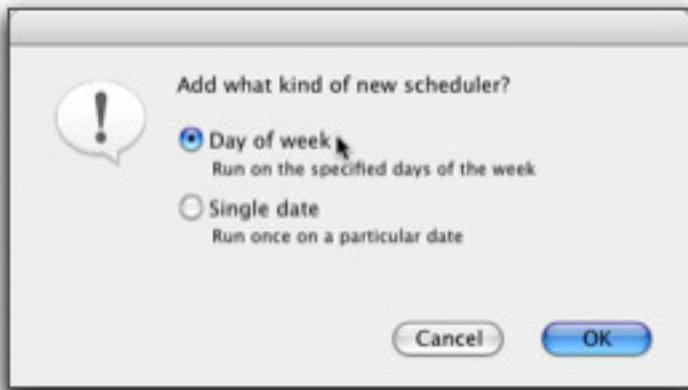 Add what kind of new scheduler?
Day of week
Run on the specified days of the week
Single date
Run once on a particular date
Cancel OK